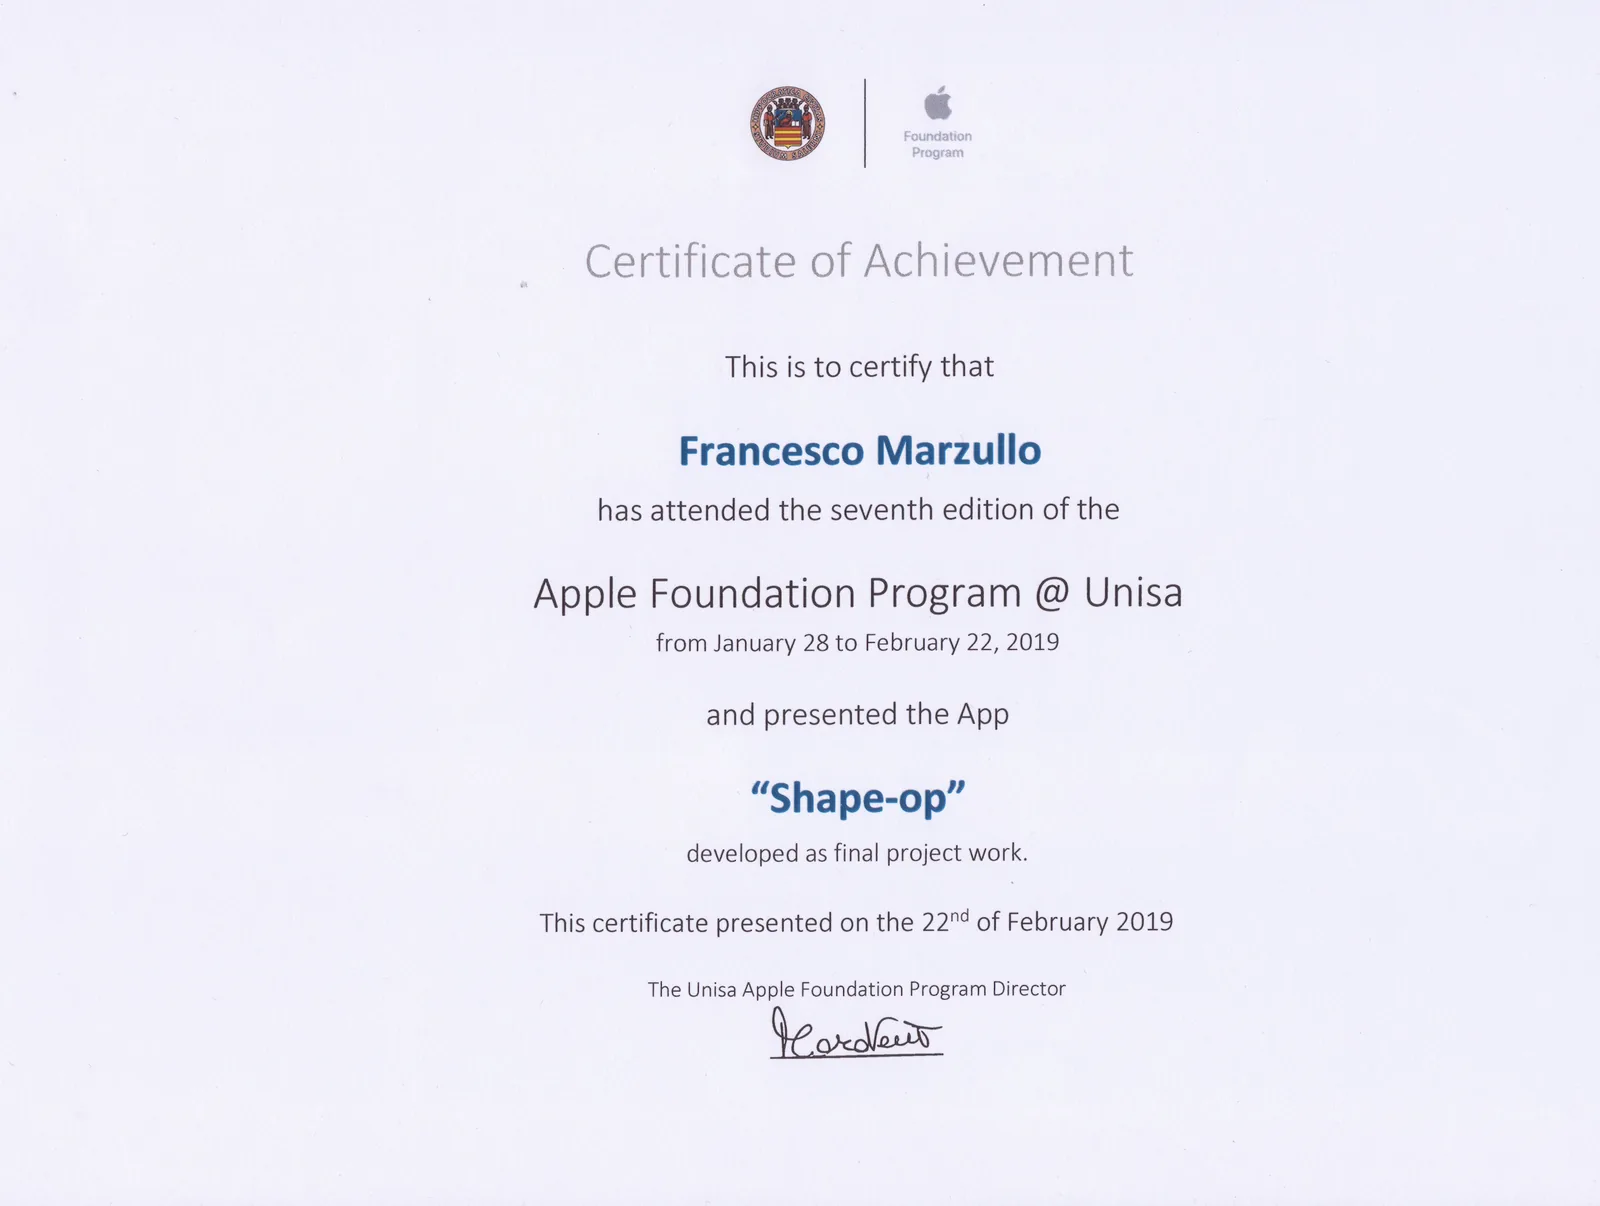 Foundation
Program
Certificate of Achievement
This is to certify that
Francesco Marzullo
has attended the seventh edition of the
Apple Foundation Program @ Unisa
from January 28 to February 22, 2019
and presented the App
“Shape-op”
developed as final project work.
This certificate presented on the 22nd of February 2019
The Unisa Apple Foundation Program Director